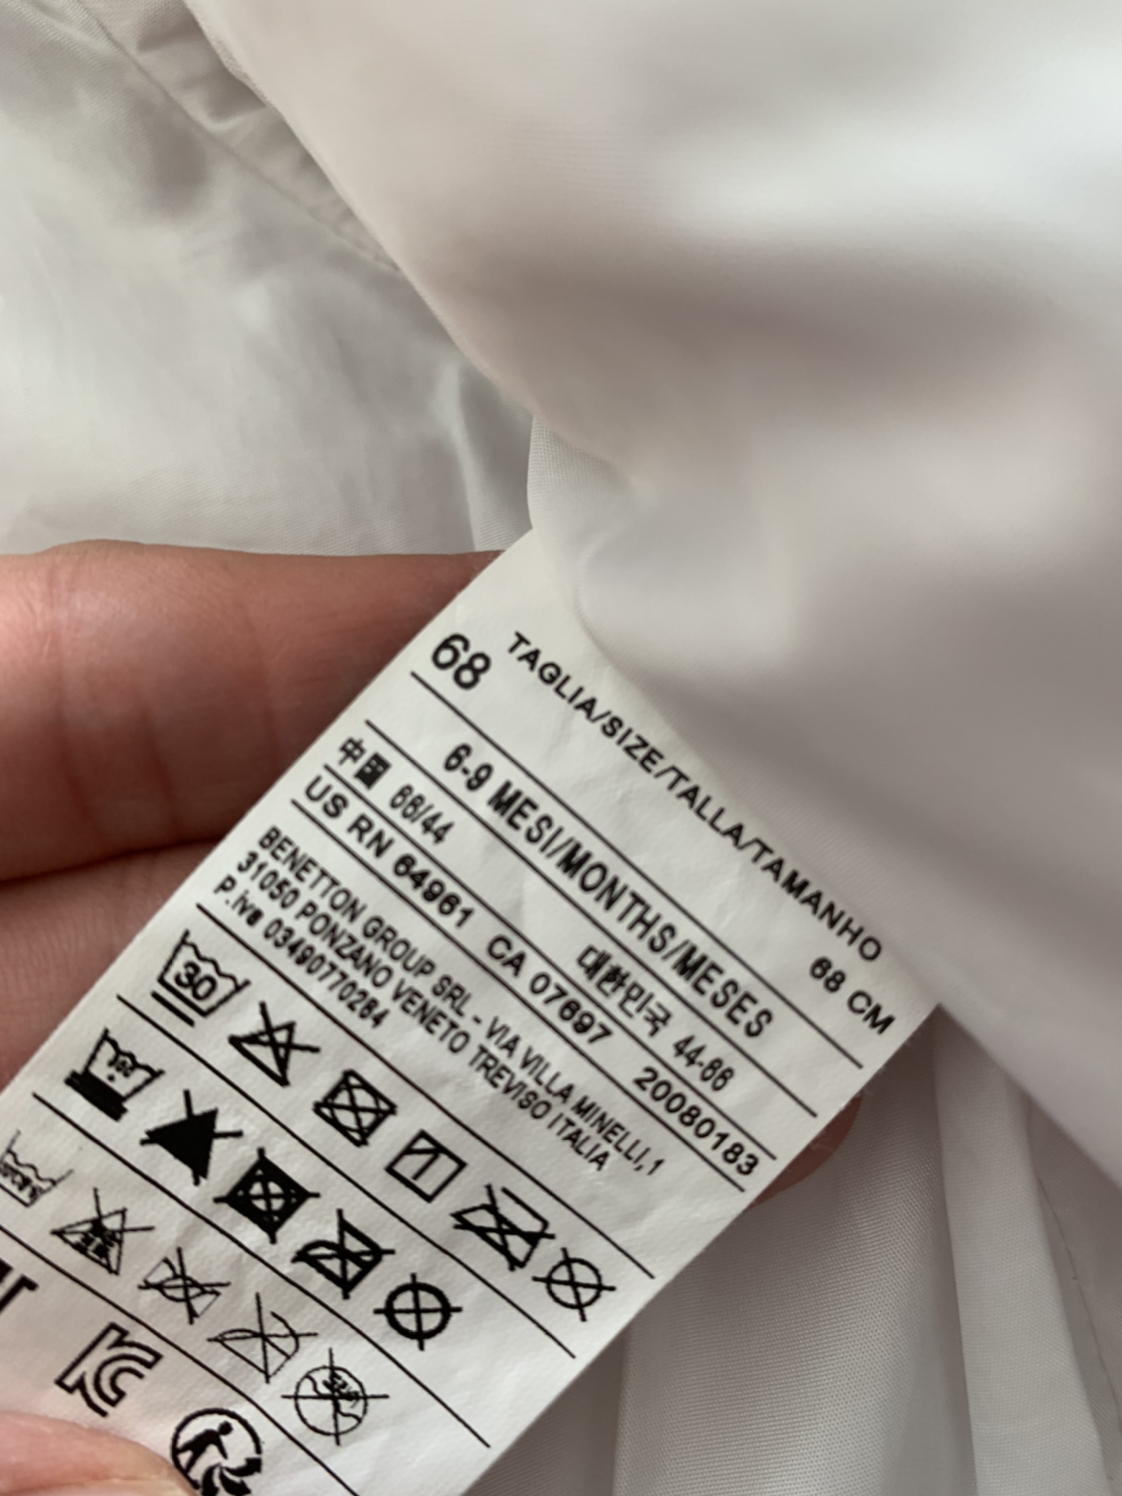 TAGLIA/SIZE/TALLA/TAMANHO
68 68 CM
6-9 MESI/MONTHS/MESES
中國 66/44 대한민국 44-66
US RN 64961 CA 07697 20080183
BENETTON GROUP SRL - VIA VILLA MINELLI,1
31050 PONZANO VENETO TREVISO ITALIA
P.iva 03490770264
30